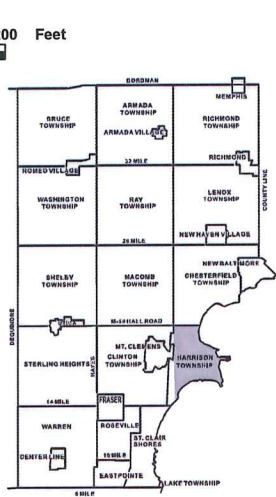 00 Feet
BORDMAN
MEMPHIS
BRUCE
TOWNSHIP
ARMADA
TOWNSHIP
ARMADA VILLAGE
RICHMOND
TOWNSHIP
32 MILE
RICHMOND
ROMEO VILLAGE
COUNTY LINE
WASHINGTON
TOWNSHIP
RAY
TOWNSHIP
LENOX
TOWNSHIP
NEW HAVEN VILLAGE
26 MILE
NEW BALTIMORE
SHELBY
TOWNSHIP
MACOMB
TOWNSHIP
CHESTERFIELD
TOWNSHIP
DEQUINDRE
UTICA
M-59 HALL ROAD
MT. CLEMENS
CLINTON
TOWNSHIP
HARRISON
TOWNSHIP
STERLING HEIGHTS
HAYES
14 MILE
FRASER
WARREN
ROSEVILLE
ST. CLAIR
SHORES
CENTER LINE
10 MILE
EASTPOINTE
LAKE TOWNSHIP
8 MILE